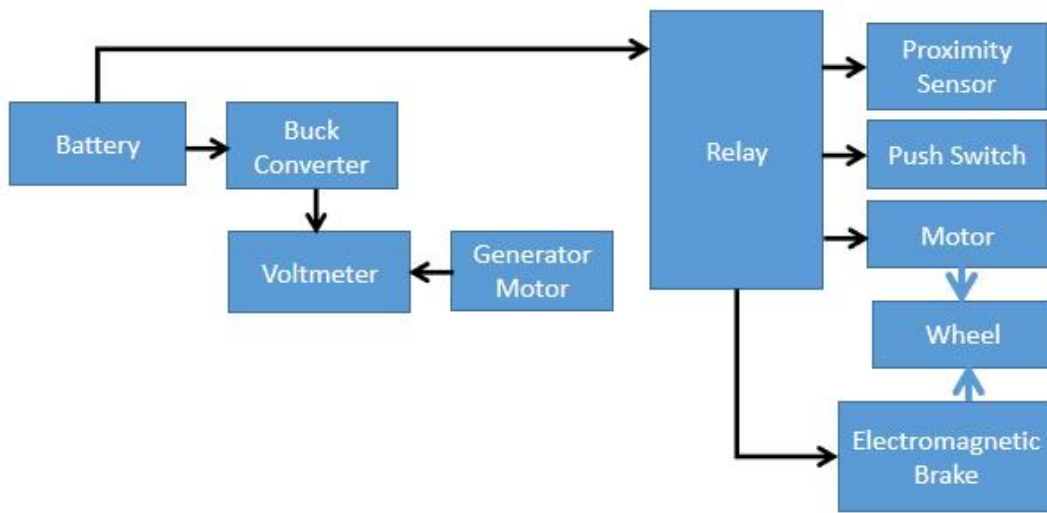 Battery
Buck
Converter
Voltmeter
Generator
Motor
Relay
Proximity
Sensor
Push Switch
Motor
Wheel
Electromagnetic
Brake